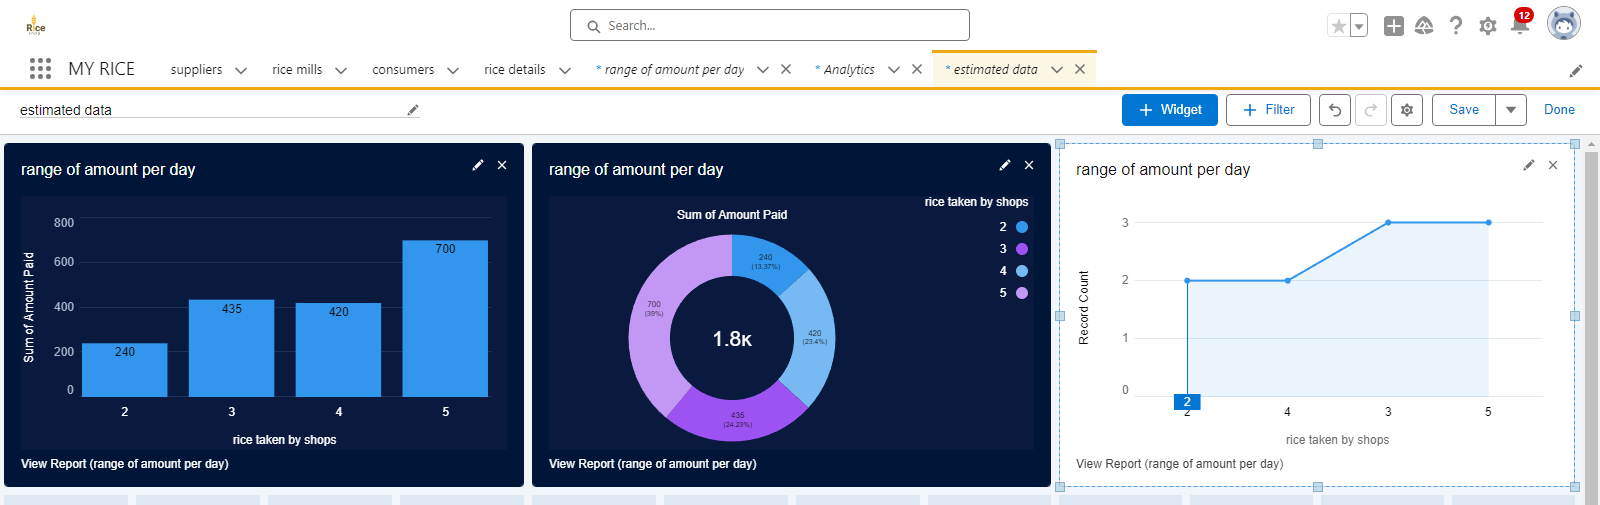 Rice
Search...
12
MY RICE
suppliers
rice mills
consumers
rice details
* range of amount per day
* Analytics
* estimated data
estimated data
+ Widget
+ Filter
Save
Done
range of amount per day
Sum of Amount Paid
800
600
400
200
0
240
435
420
700
2
3
4
5
rice taken by shops
View Report (range of amount per day)
range of amount per day
rice taken by shops
2
3
4
5
Sum of Amount Paid
240
(13.37%)
700
(39%)
420
(23.4%)
435
(24.23%)
1.8K
View Report (range of amount per day)
range of amount per day
Record Count
3
2
1
0
2
2
4
3
5
rice taken by shops
View Report (range of amount per day)